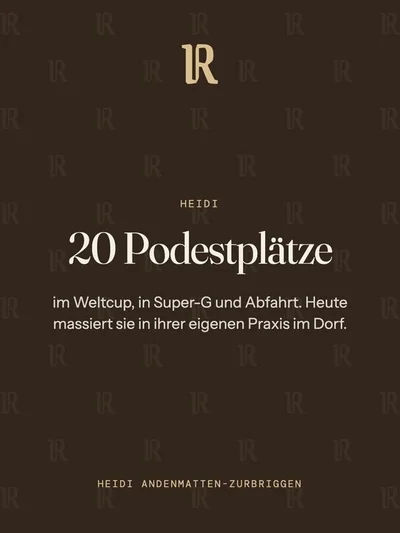 1R
HEIDI
20 Podestplätze
im Weltcup, in Super-G und Abfahrt. Heute
massiert sie in ihrer eigenen Praxis im Dorf.
HEIDI ANDENMATTEN-ZURBRIGGEN